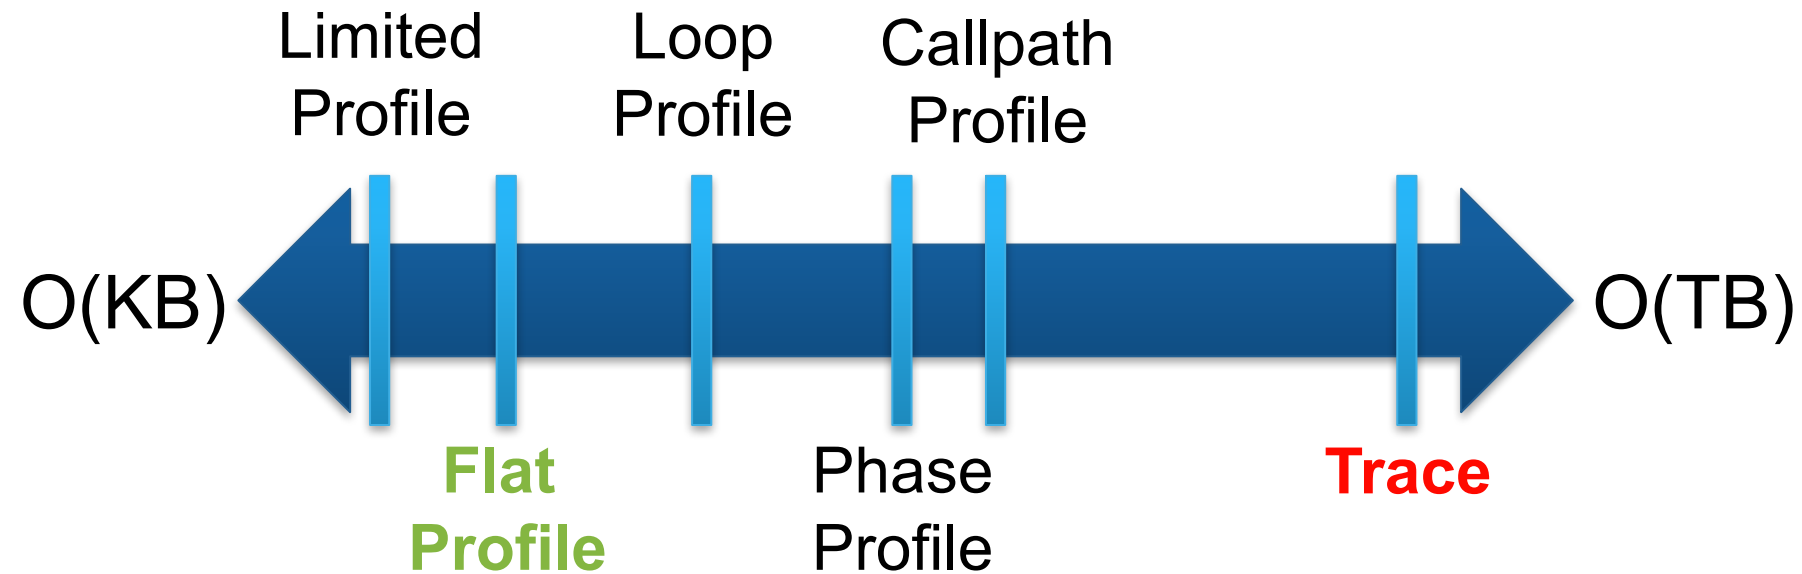 Limited
Profile
Loop
Profile
Callpath
Profile
O(KB)
O(TB)
Flat
Profile
Phase
Profile
Trace